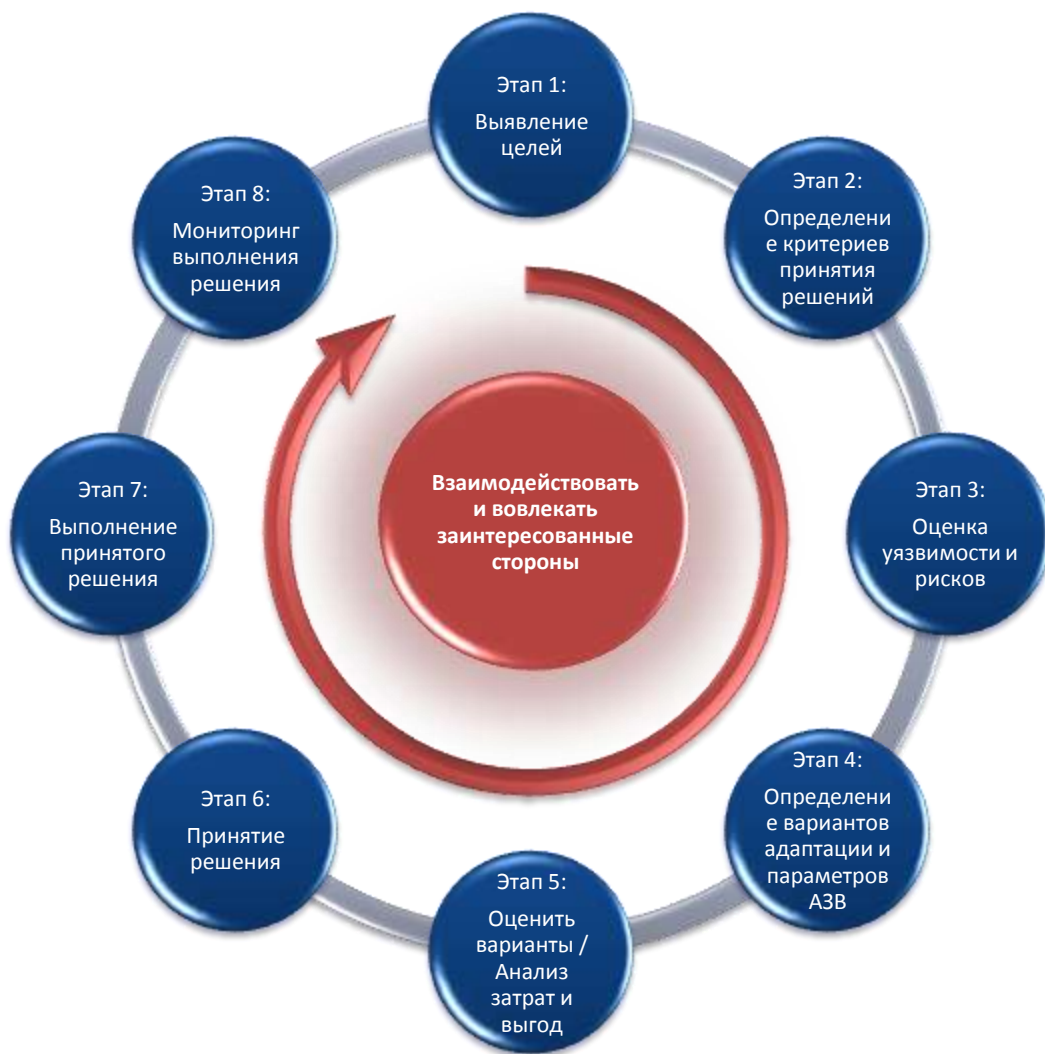 Этап 1:
Выявление
целей
Этап 2:
Определени
е критериев
принятия
решений
Этап 3:
Оценка
уязвимости и
рисков
Этап 4:
Определени
е вариантов
адаптации и
параметров
АЗВ
Этап 5:
Оценить
варианты /
Анализ
затрат и
выгод
Этап 6:
Принятие
решения
Этап 7:
Выполнение
принятого
решения
Этап 8:
Мониторинг
выполнения
решения
Взаимодействовать
и вовлекать
заинтересованные
стороны